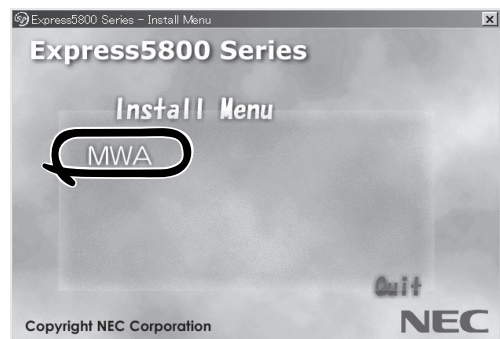 Express5800 Series - Install Menu
Express5800 Series
Install Menu
MWA
Quit
Copyright NEC Corporation
NEC